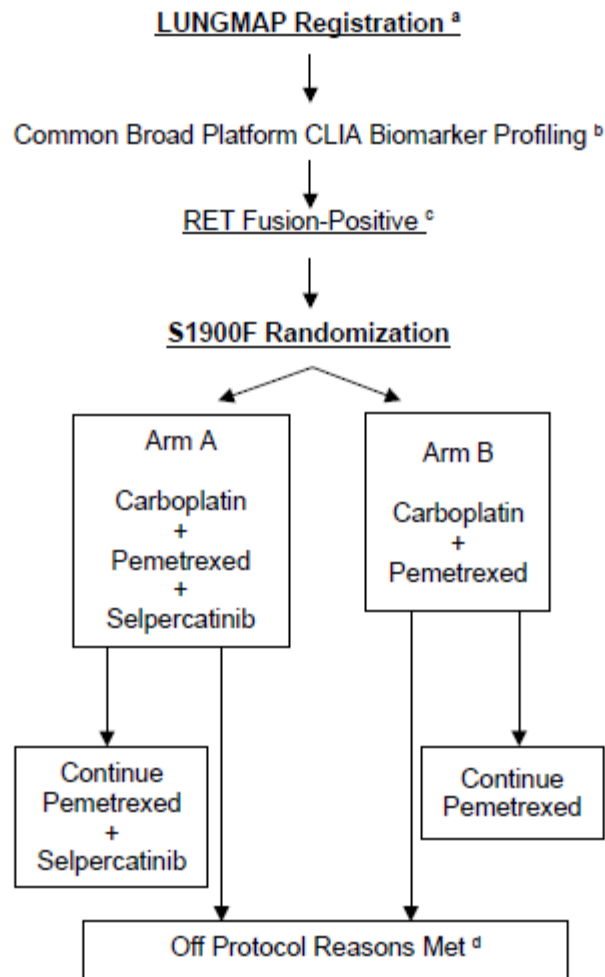 LUNGMAP Registration a
Common Broad Platform CLIA Biomarker Profiling b
RET Fusion-Positive c
S1900F Randomization
Arm A
Carboplatin
+
Pemetrexed
+
Selpercatinib
Arm B
Carboplatin
+
Pemetrexed
Continue
Pemetrexed
+
Selpercatinib
Continue
Pemetrexed
Off Protocol Reasons Met d